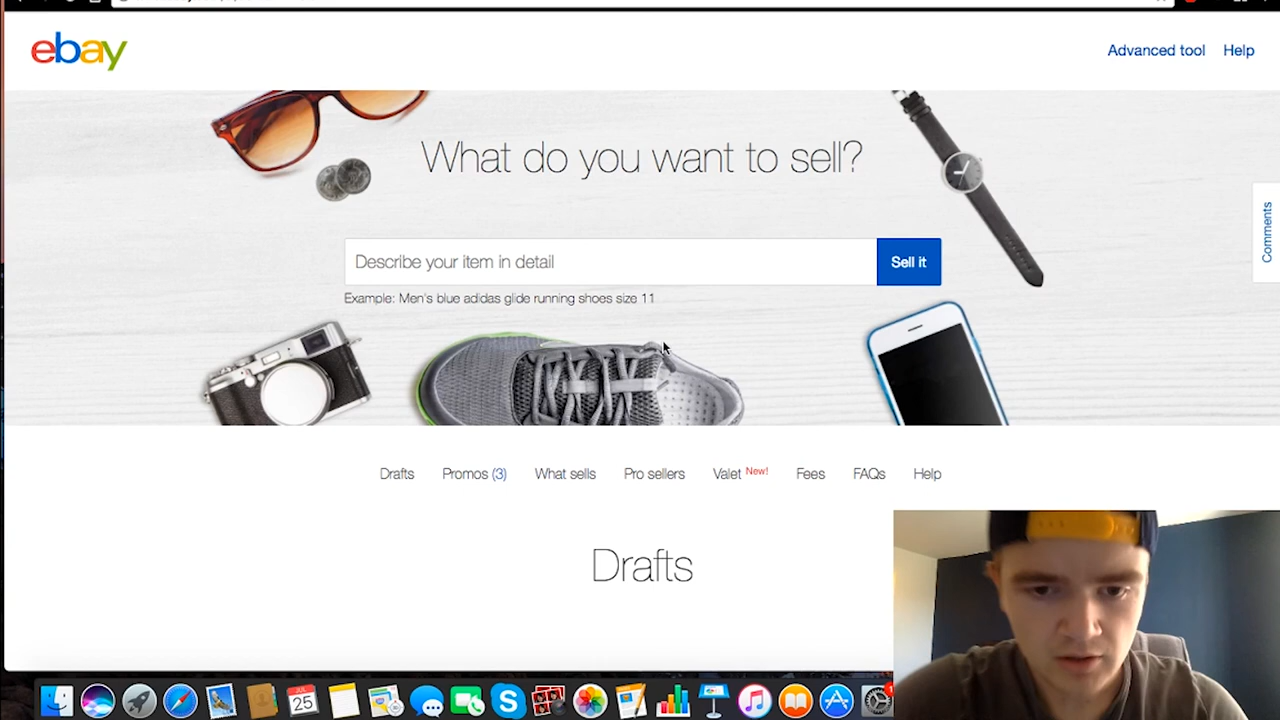 ebay
Advanced tool Help
What do you want to sell?
Comments
Describe your item in detail
Sell it
Example: Men's blue adidas glide running shoes size 11
Drafts Promos (3) What sells Pro sellers Valet New! Fees FAQs Help
Drafts
JUL
25